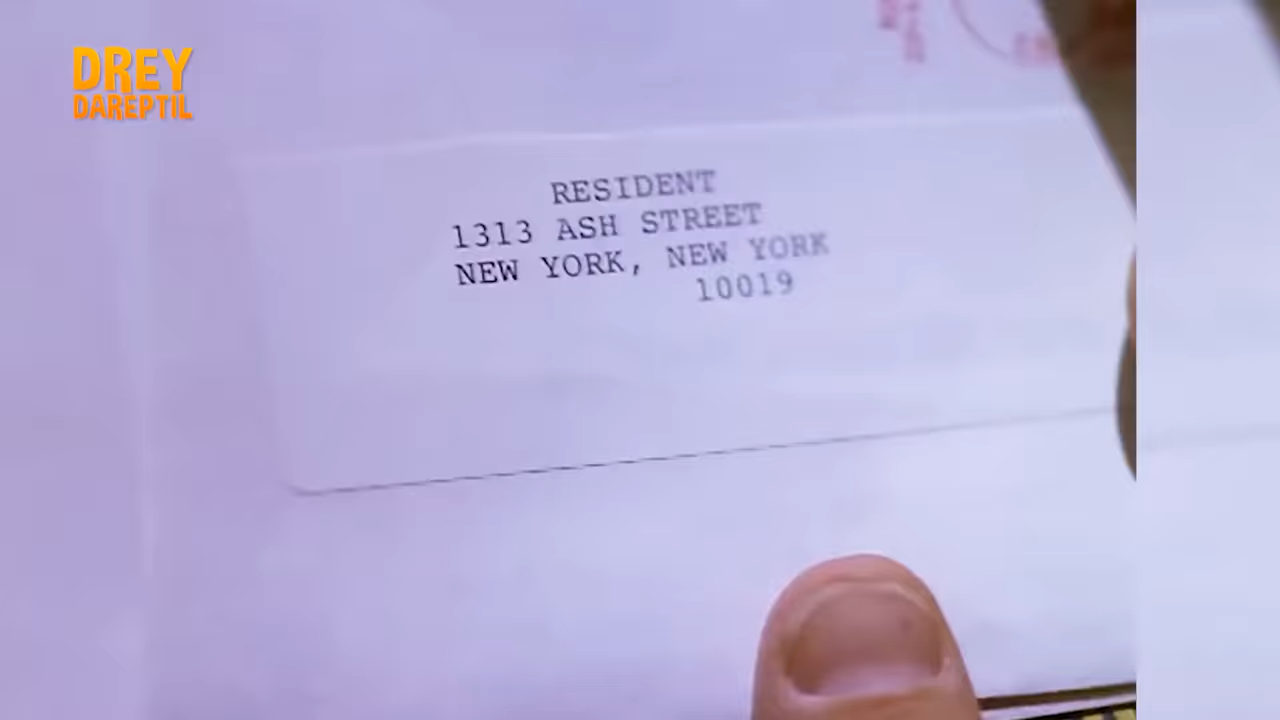 DREY
DAREPTIL
RESIDENT
1313 ASH STREET
NEW YORK, NEW YORK
10019